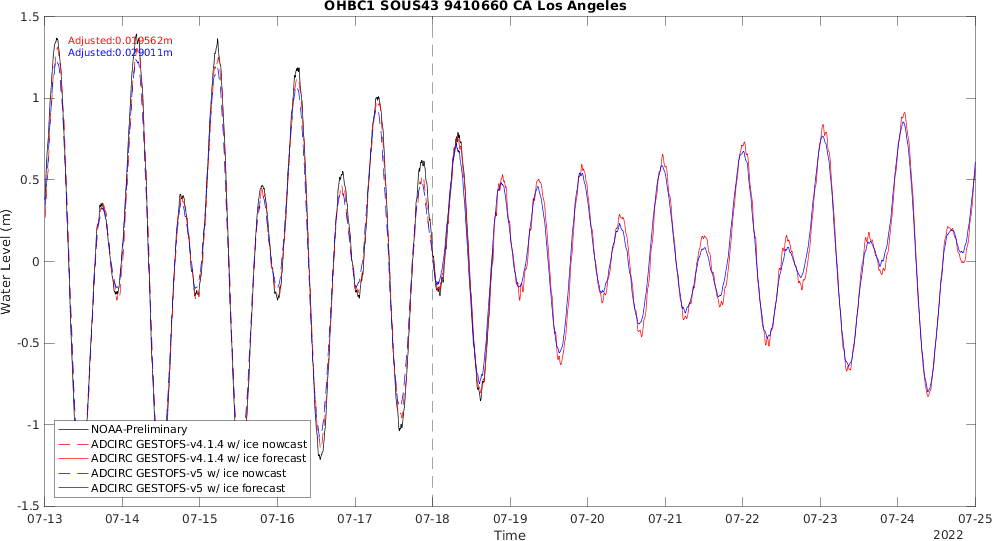 OHBC1 SOUS43 9410660 CA Los Angeles
1.5
Adjusted:0.019562m
Adjusted:0.029011m
1
0.5
0
-0.5
-1
-1.5
Water Level (m)
NOAA-Preliminary
ADCIRC GESTOFS-v4.1.4 w/ ice nowcast
ADCIRC GESTOFS-v4.1.4 w/ ice forecast
ADCIRC GESTOFS-v5 w/ ice nowcast
ADCIRC GESTOFS-v5 w/ ice forecast
07-13 07-14 07-15 07-16 07-17 07-18 07-19 07-20 07-21 07-22 07-23 07-24 07-25
Time
2022